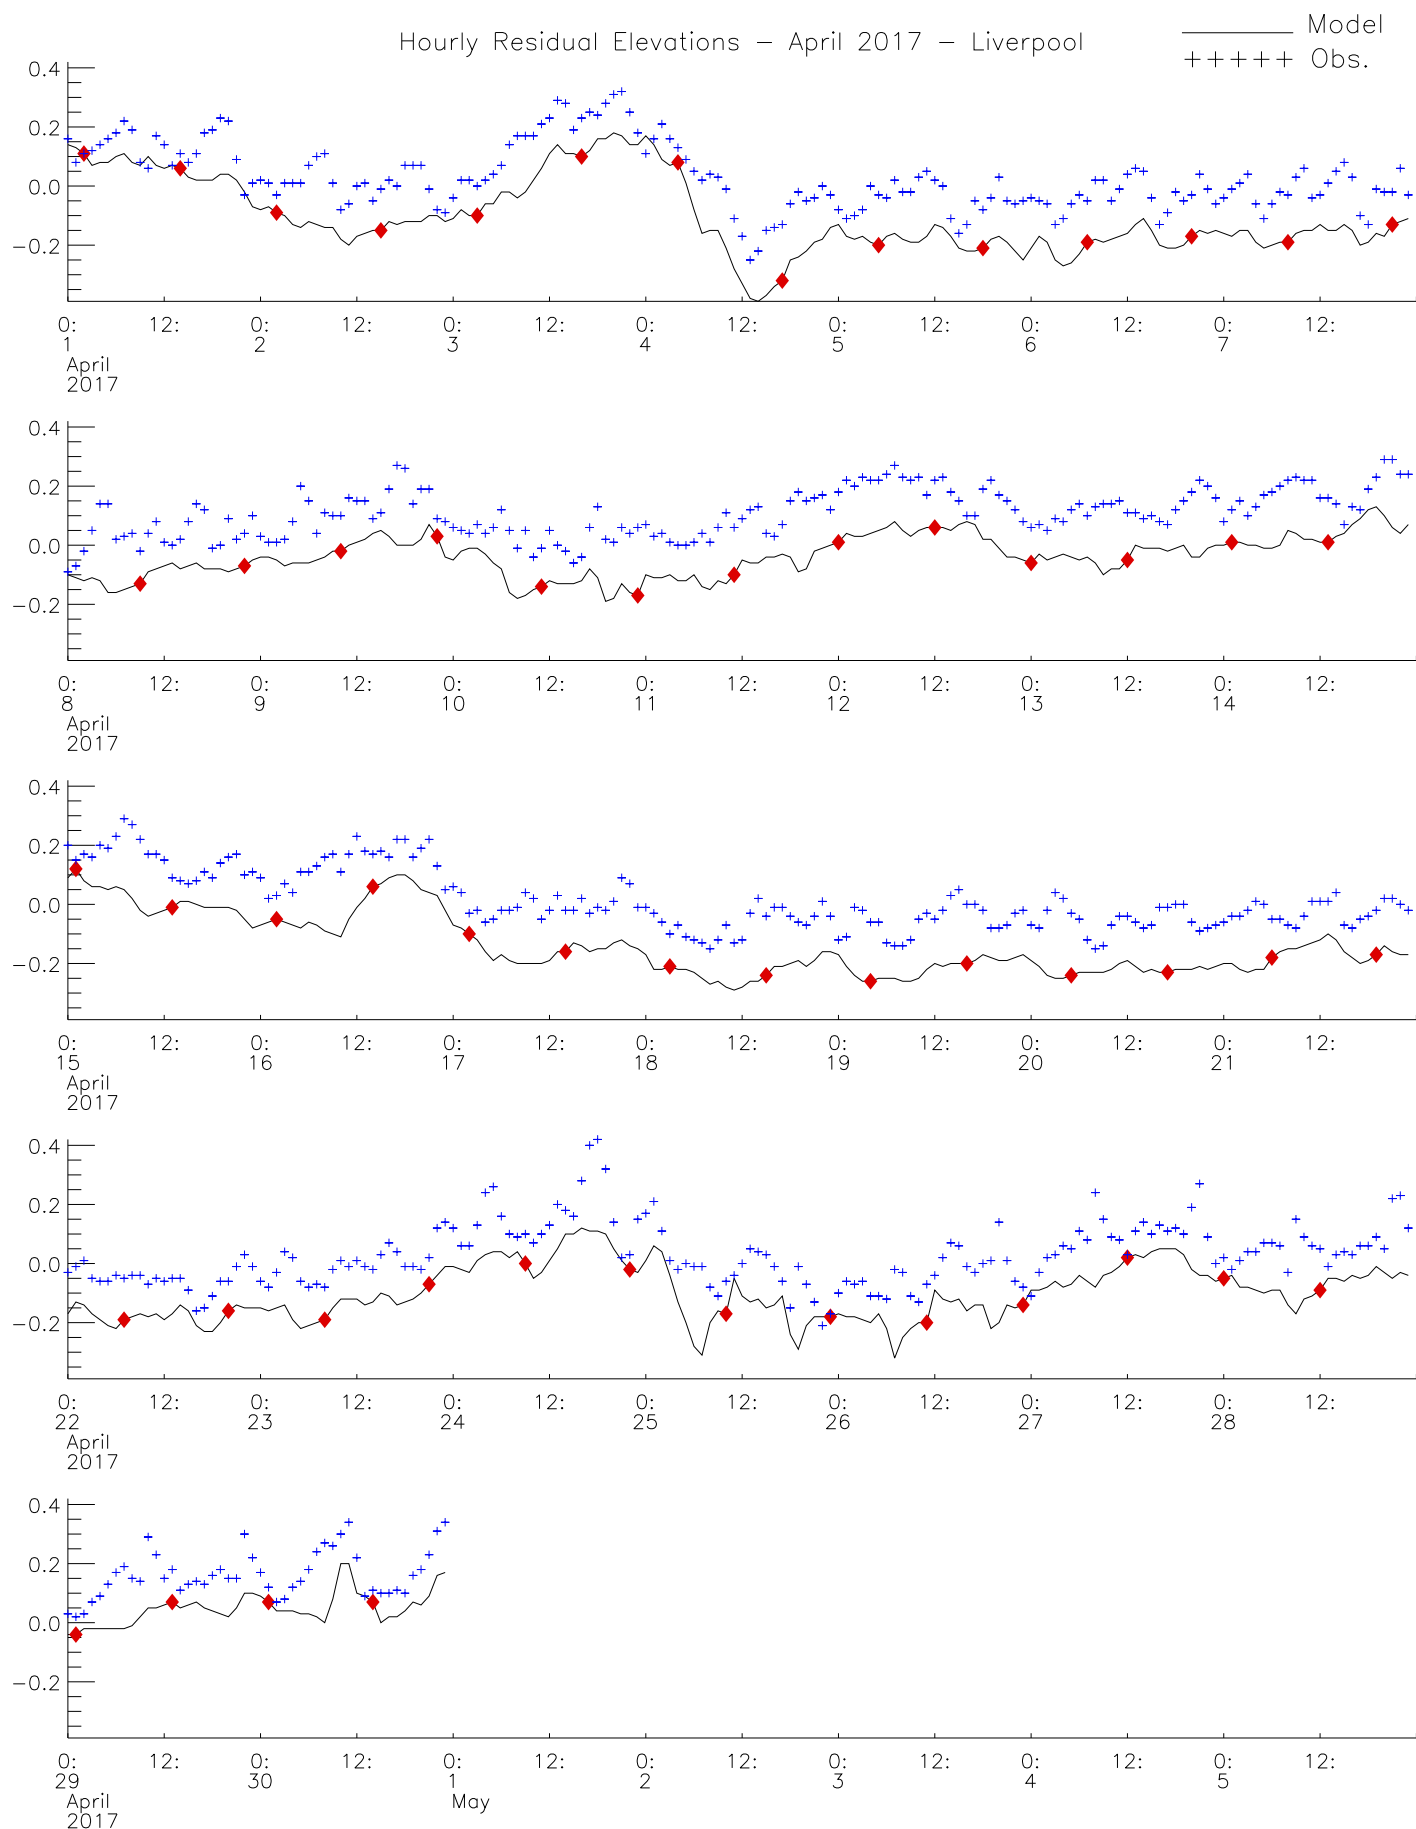 Hourly Residual Elevations – April 2017 – Liverpool
Model
+++++ Obs.
0.4
0.2
0.0
−0.2
0: 12: 0: 12: 0: 12: 0: 12: 0: 12: 0: 12: 0: 12:
1 2 3 4 5 6 7
April
2017
0.4
0.2
0.0
−0.2
0: 12: 0: 12: 0: 12: 0: 12: 0: 12: 0: 12: 0: 12:
8 9 10 11 12 13 14
April
2017
0.4
0.2
0.0
−0.2
0: 12: 0: 12: 0: 12: 0: 12: 0: 12: 0: 12: 0: 12:
15 16 17 18 19 20 21
April
2017
0.4
0.2
0.0
−0.2
0: 12: 0: 12: 0: 12: 0: 12: 0: 12: 0: 12: 0: 12:
22 23 24 25 26 27 28
April
2017
0.4
0.2
0.0
−0.2
0: 12: 0: 12: 0: 12: 0: 12: 0: 12: 0: 12: 0: 12:
29 30 1 2 3 4 5
April May
2017